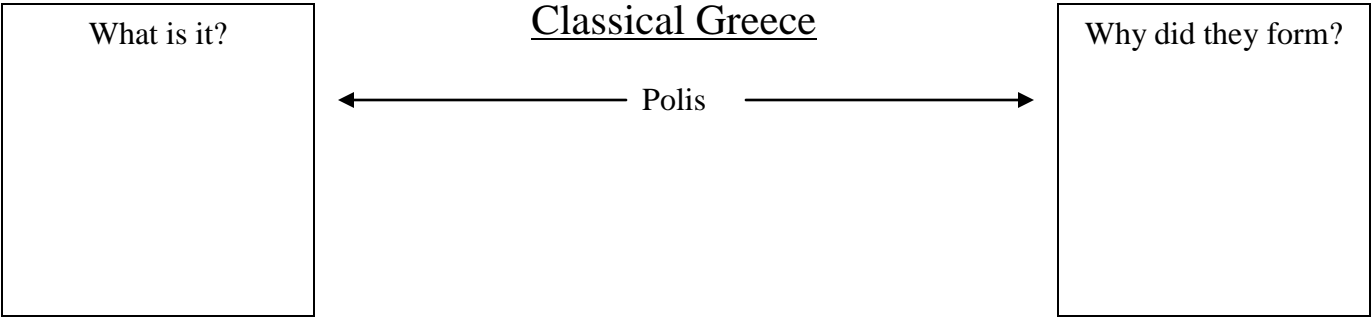 Classical Greece
What is it?
Polis
Why did they form?